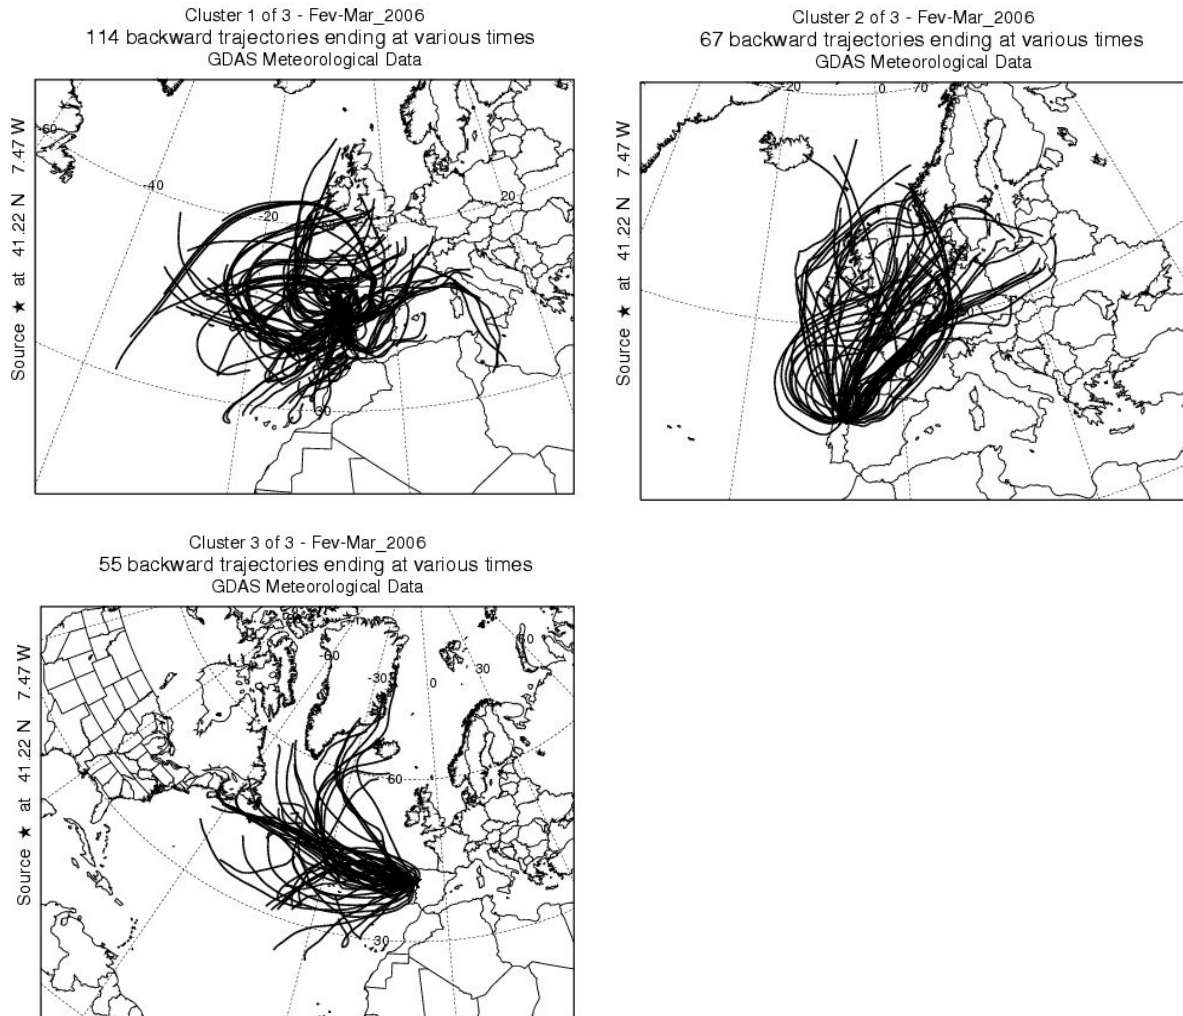 Cluster 1 of 3 - Fev-Mar_2006
114 backward trajectories ending at various times
GDAS Meteorological Data
Source ★ at 41.22 N 7.47 W
-60
-40
-20
0
20
-30
Cluster 2 of 3 - Fev-Mar_2006
67 backward trajectories ending at various times
GDAS Meteorological Data
Source ★ at 41.22 N 7.47 W
-20
0
70
Cluster 3 of 3 - Fev-Mar_2006
55 backward trajectories ending at various times
GDAS Meteorological Data
Source ★ at 41.22 N 7.47 W
-60
-30
0
30
60
60
30